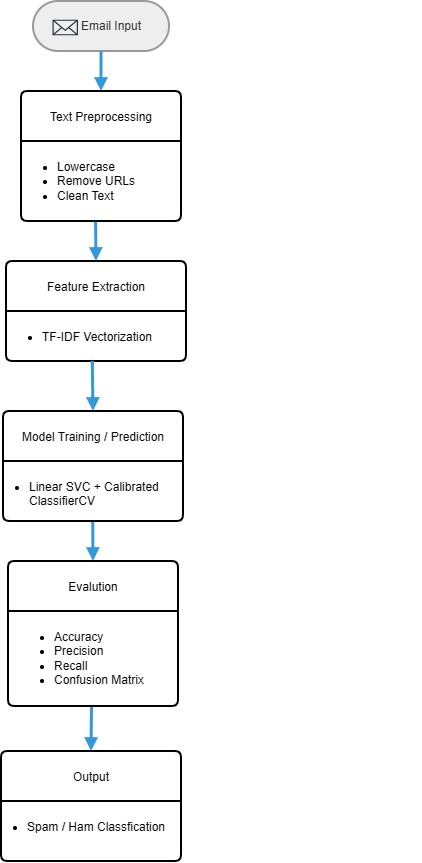 Email Input
Text Preprocessing
Lowercase
Remove URLs
Clean Text
Feature Extraction
TF-IDF Vectorization
Model Training / Prediction
Linear SVC + Calibrated
ClassifierCV
Evalution
Accuracy
Precision
Recall
Confusion Matrix
Output
Spam / Ham Classfication